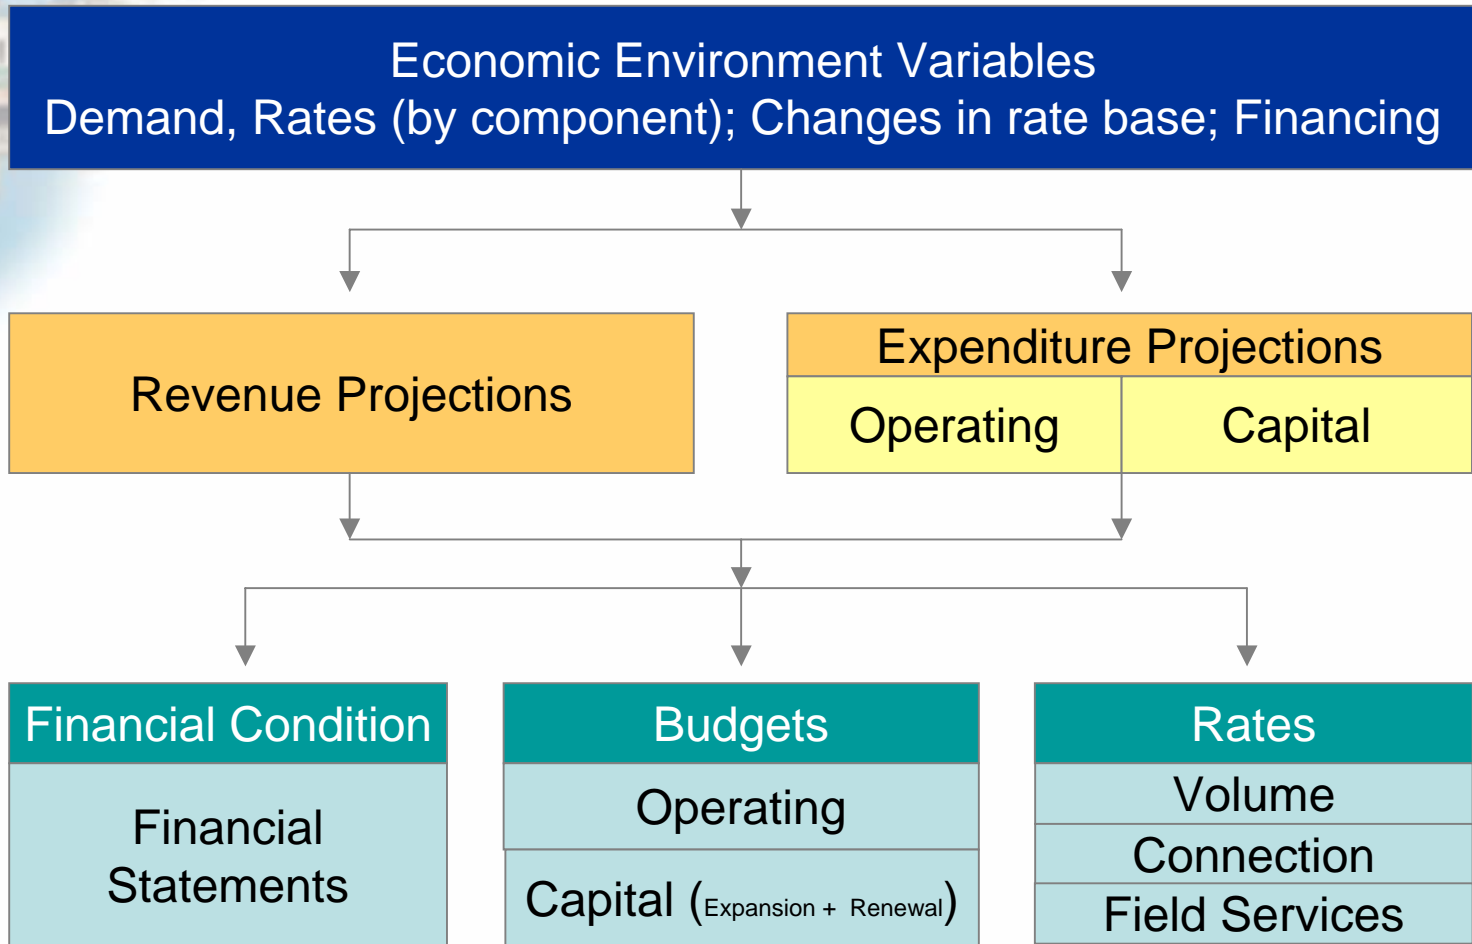 Economic Environment Variables
Demand, Rates (by component); Changes in rate base; Financing
Revenue Projections
Expenditure Projections
Operating
Capital
Financial Condition
Financial
Statements
Budgets
Operating
Capital (Expansion + Renewal)
Rates
Volume
Connection
Field Services